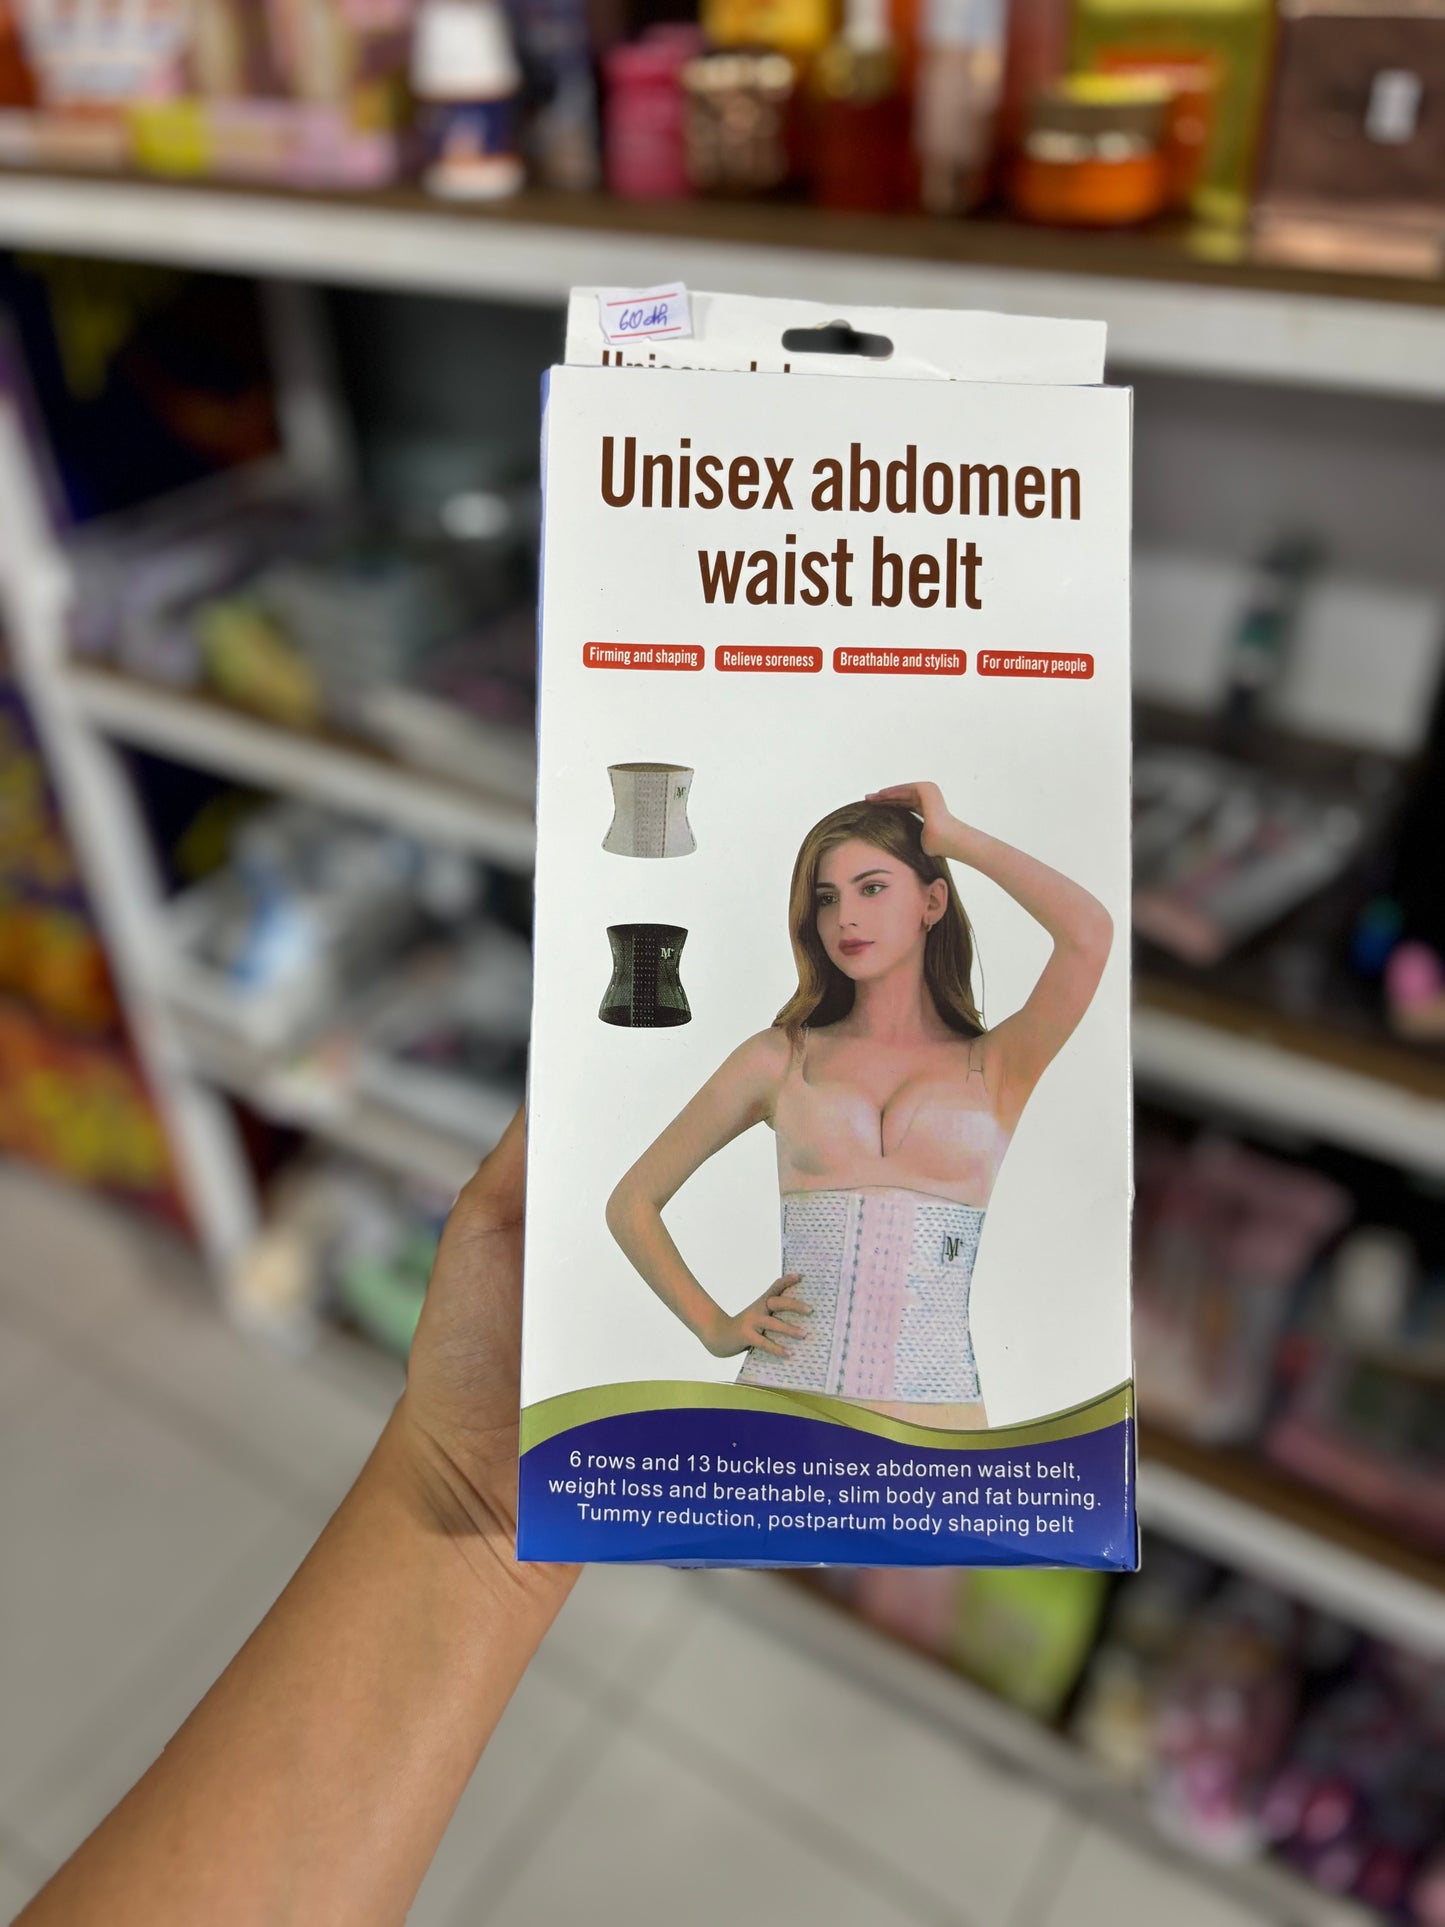 60 dh
Unisex abdomen
waist belt
Firming and shaping
Relieve soreness
Breathable and stylish
For ordinary people
M
M
M
6 rows and 13 buckles unisex abdomen waist belt,
weight loss and breathable, slim body and fat burning.
Tummy reduction, postpartum body shaping belt